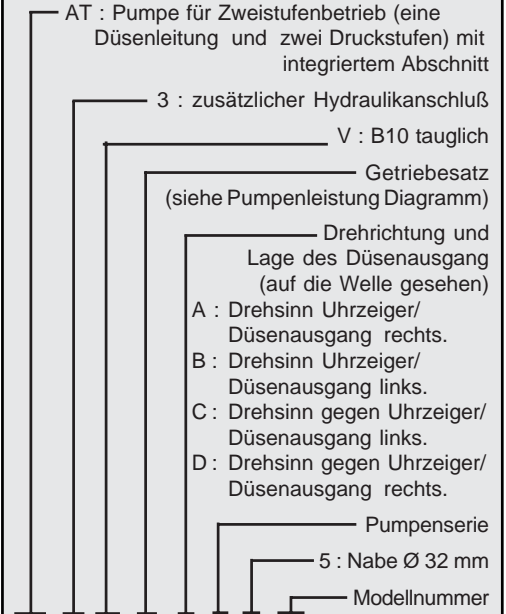 AT : Pumpe für Zweistufenbetrieb (eine
Düsenleitung und zwei Druckstufen) mit
integriertem Abschnitt
3 : zusätzlicher Hydraulikanschluß
V : B10 tauglich
Getriebesatz
(siehe Pumpenleistung Diagramm)
Drehrichtung und
Lage des Düsenausgang
(auf die Welle gesehen)
A : Drehsinn Uhrzeiger/
Düsenausgang rechts.
B : Drehsinn Uhrzeiger/
Düsenausgang links.
C : Drehsinn gegen Uhrzeiger/
Düsenausgang links.
D : Drehsinn gegen Uhrzeiger/
Düsenausgang rechts.
Pumpenserie
5 : Nabe Ø 32 mm
Modellnummer